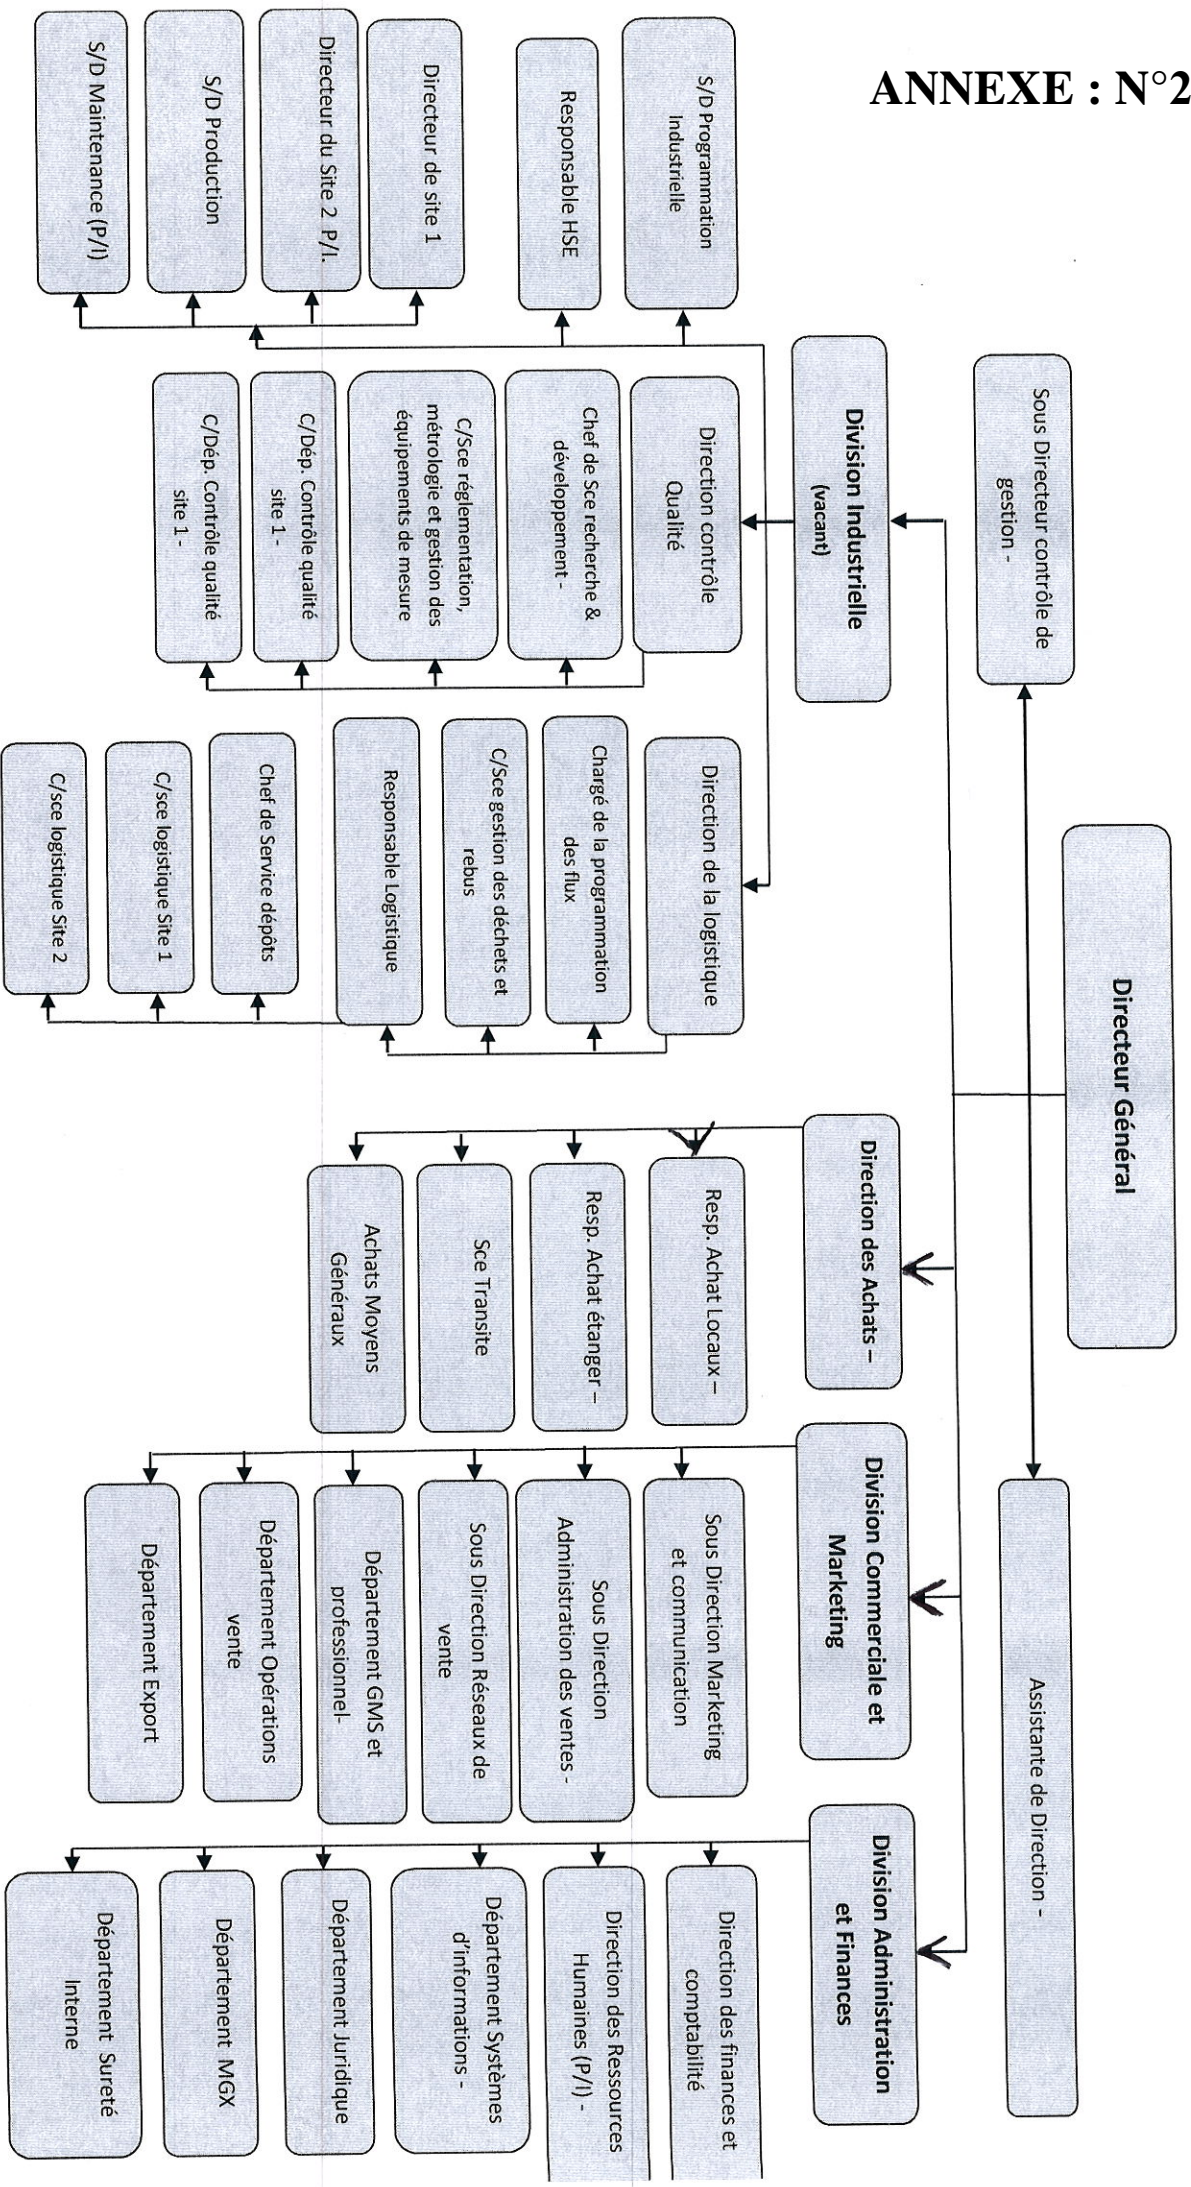 ANNEXE : N°2
Directeur Général
Sous Directeur contrôle de
gestion -
Assistante de Direction -
Division Industrielle
(vacant)
Direction des Achats –
Division Commerciale et
Marketing
Division Administration
et Finances
S/D Programmation
Industrielle
Responsable HSE
Directeur de site 1
Directeur du Site 2 P/I.
S/D Production
S/D Maintenance (P/I)
Direction contrôle
Qualité
Chef de Sce recherche &
développement -
C/Sce réglementation,
métrologie et gestion des
équipements de mesure
C/Dép. Contrôle qualité
site 1 -
C/Dép. Contrôle qualité
site 1 -
Direction de la logistique
Chargé de la programmation
des flux
C/Sce gestion des déchets et
rebus
Responsable Logistique
Chef de Service dépôts
C/sce logistique Site 1
C/sce logistique Site 2
Resp. Achat Locaux –
Resp. Achat étanger –
Sce Transite
Achats Moyens
Généraux
Sous Direction Marketing
et communication
Sous Direction
Administration des ventes -
Sous Direction Réseaux de
vente
Département GMS et
professionnel-
Département Opérations
vente
Département Export
Direction des finances et
comptabilité
Direction des Ressources
Humaines (P/I) -
Département Systèmes
d'informations -
Département Juridique
Département MGX
Département Sureté
Interne